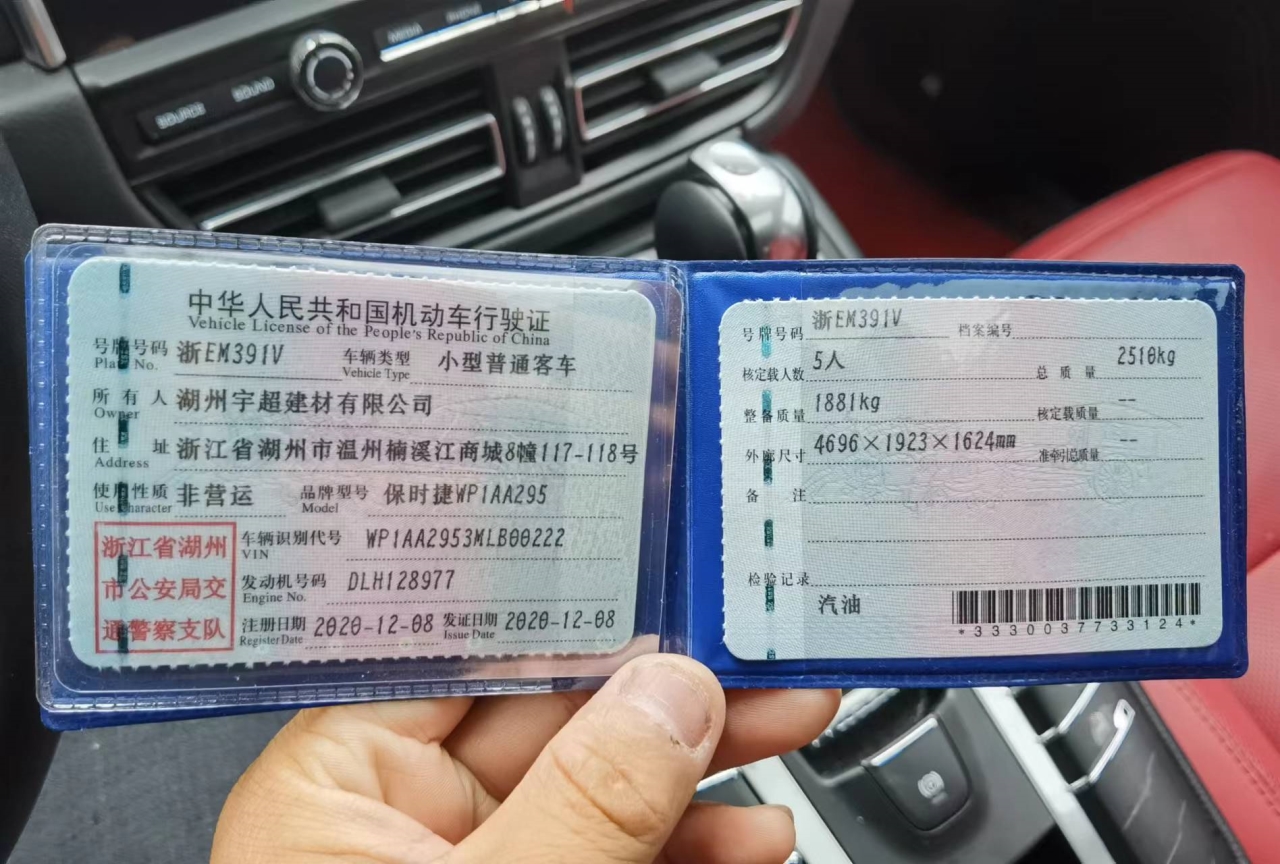 SOURCE
SOUND
MEDIA
中华人民共和国机动车行驶证
Vehicle License of the People's Republic of China
号牌号码 浙EM391V 车辆类型 小型普通客车
Plate No. Vehicle Type
所有人 湖州宇超建材有限公司
Owner
住址 浙江省湖州市温州楠溪江商城8幢117-118号
Address
使用性质 非营运 品牌型号 保时捷WP1AA295
Use Character Model
浙江省湖州
市公安局交
通警察支队
车辆识别代号 WP1AA2953MLB00222
VIN
发动机号码 DLH128977
Engine No.
注册日期 2020-12-08 发证日期 2020-12-08
Register Date Issue Date
号牌号码 浙EM391V 档案编号
核定载人数 5人 总质量 2510kg
整备质量 1881kg 核定载质量 --
外廓尺寸 4696×1923×1624mm 准牵引总质量 --
备注
检验记录
汽油
*3330037733124*